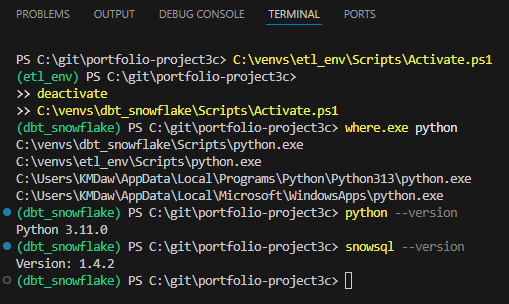 PROBLEMS OUTPUT DEBUG CONSOLE TERMINAL PORTS
PS C:\git\portfolio-project3c> C:\venvs\etl_env\Scripts\Activate.ps1
(etl_env) PS C:\git\portfolio-project3c>
>> deactivate
>> C:\venvs\dbt_snowflake\Scripts\Activate.ps1
(dbt_snowflake) PS C:\git\portfolio-project3c> where.exe python
C:\venvs\dbt_snowflake\Scripts\python.exe
C:\venvs\etl_env\Scripts\python.exe
C:\Users\KMDaw\AppData\Local\Programs\Python\Python313\python.exe
C:\Users\KMDaw\AppData\Local\Microsoft\WindowsApps\python.exe
(dbt_snowflake) PS C:\git\portfolio-project3c> python --version
Python 3.11.0
(dbt_snowflake) PS C:\git\portfolio-project3c> snowsql --version
Version: 1.4.2
(dbt_snowflake) PS C:\git\portfolio-project3c>